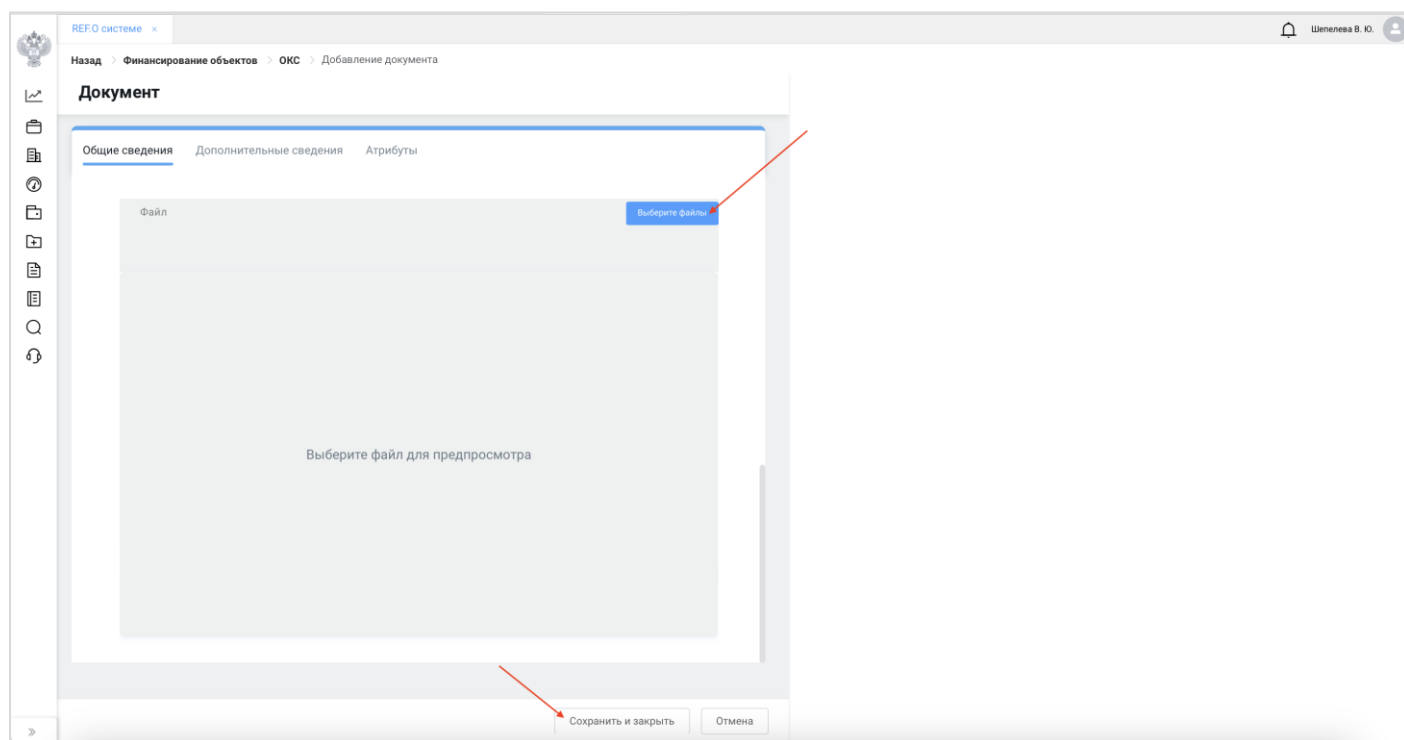 REF.О системе ×
Шепелева В. Ю.
Назад > Финансирование объектов > ОКС > Добавление документа
Документ
Общие сведения Дополнительные сведения Атрибуты
Файл Выберите файлы
Выберите файл для предпросмотра
Сохранить и закрыть Отмена